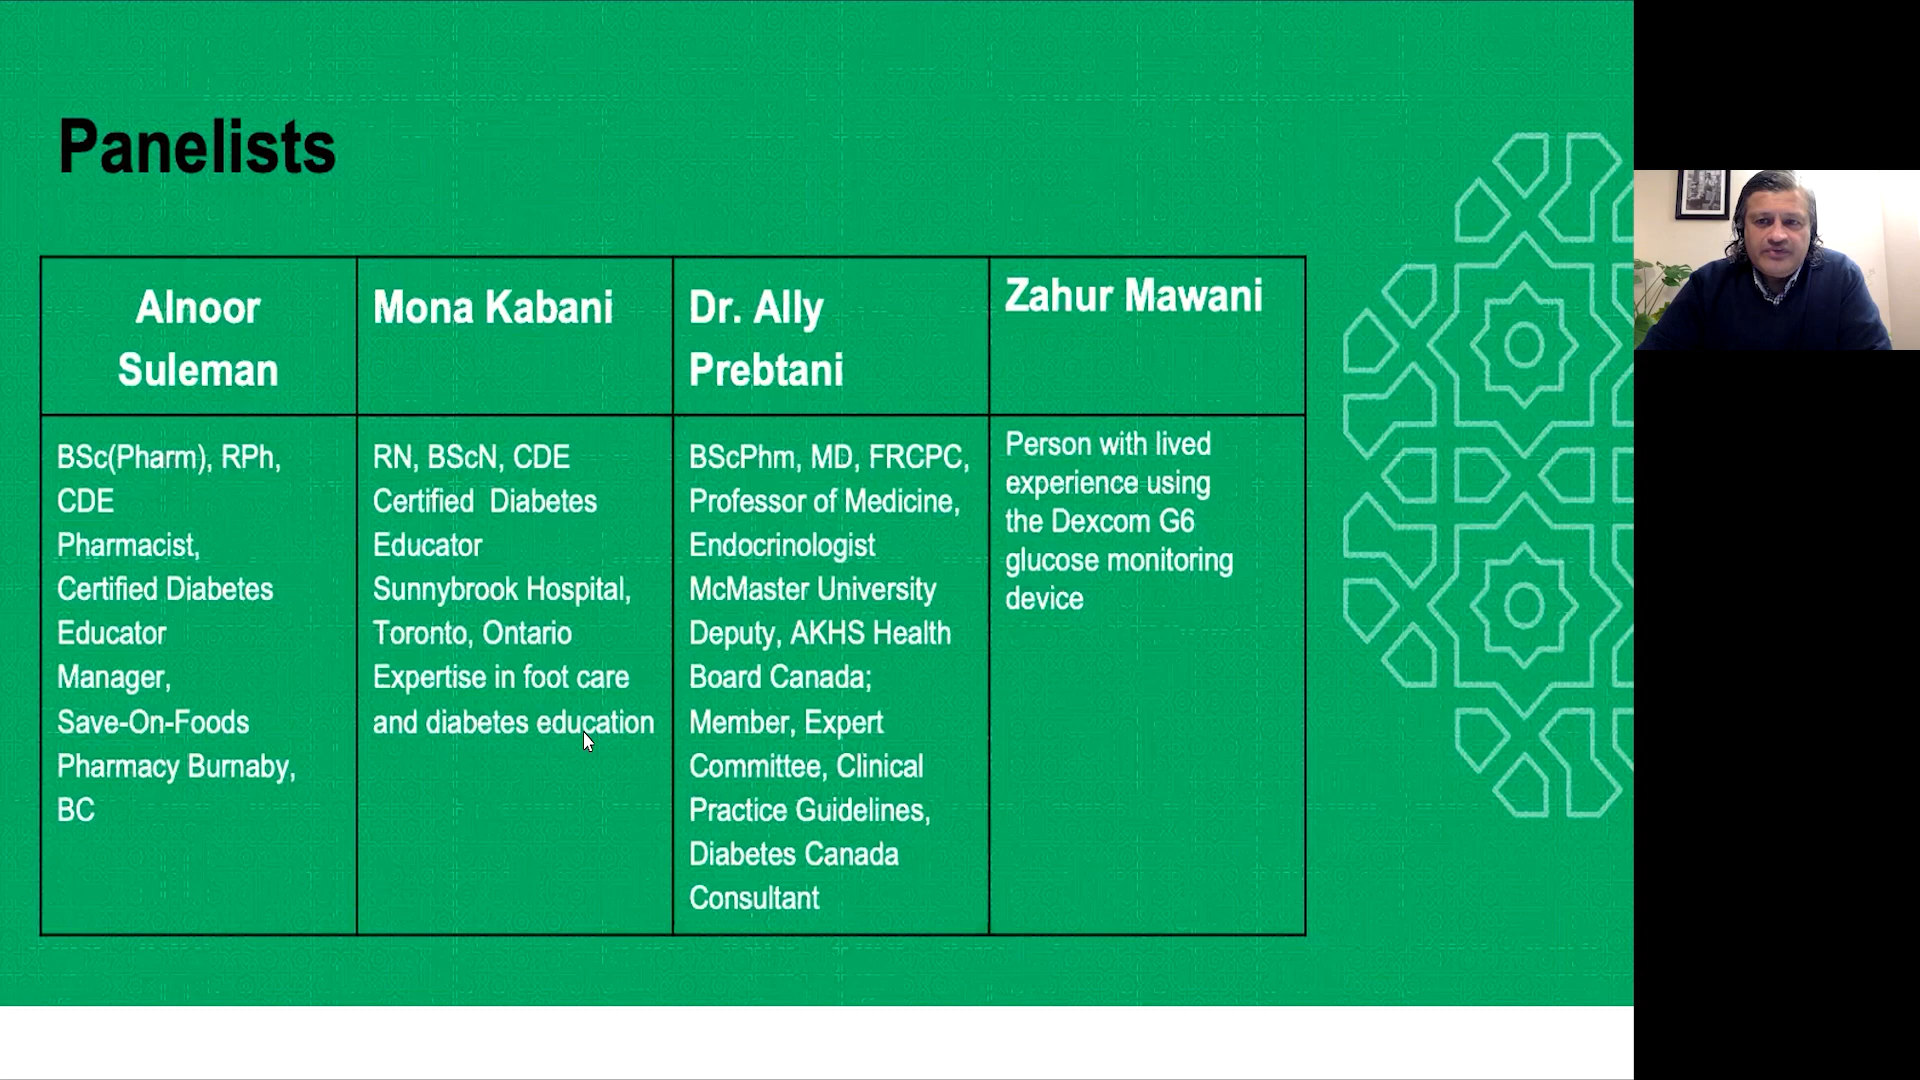 Panelists
Alnoor
Suleman
Mona Kabani
Dr. Ally
Prebtani
Zahur Mawani
BSc(Pharm), RPh,
CDE
Pharmacist,
Certified Diabetes
Educator
Manager,
Save-On-Foods
Pharmacy Burnaby,
BC
RN, BScN, CDE
Certified  Diabetes
Educator
Sunnybrook Hospital,
Toronto, Ontario
Expertise in foot care
and diabetes education
BScPhm, MD, FRCPC,
Professor of Medicine,
Endocrinologist
McMaster University
Deputy, AKHS Health
Board Canada;
Member, Expert
Committee, Clinical
Practice Guidelines,
Diabetes Canada
Consultant
Person with lived
experience using
the Dexcom G6
glucose monitoring
device